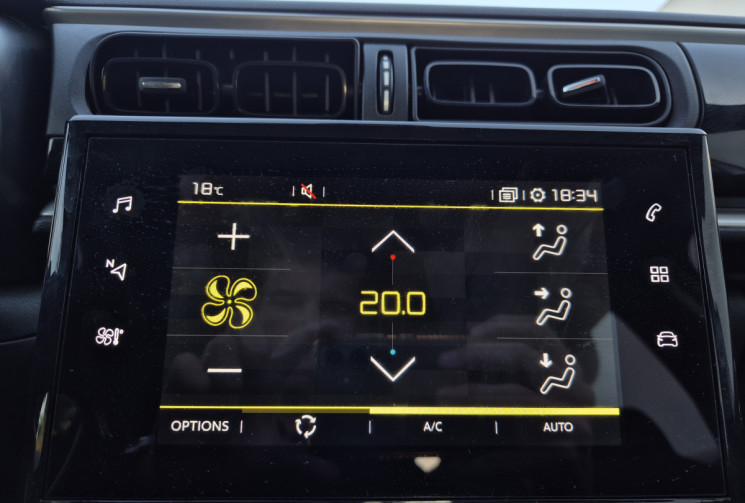 18°C 18:34
N
20.0
OPTIONS A/C AUTO